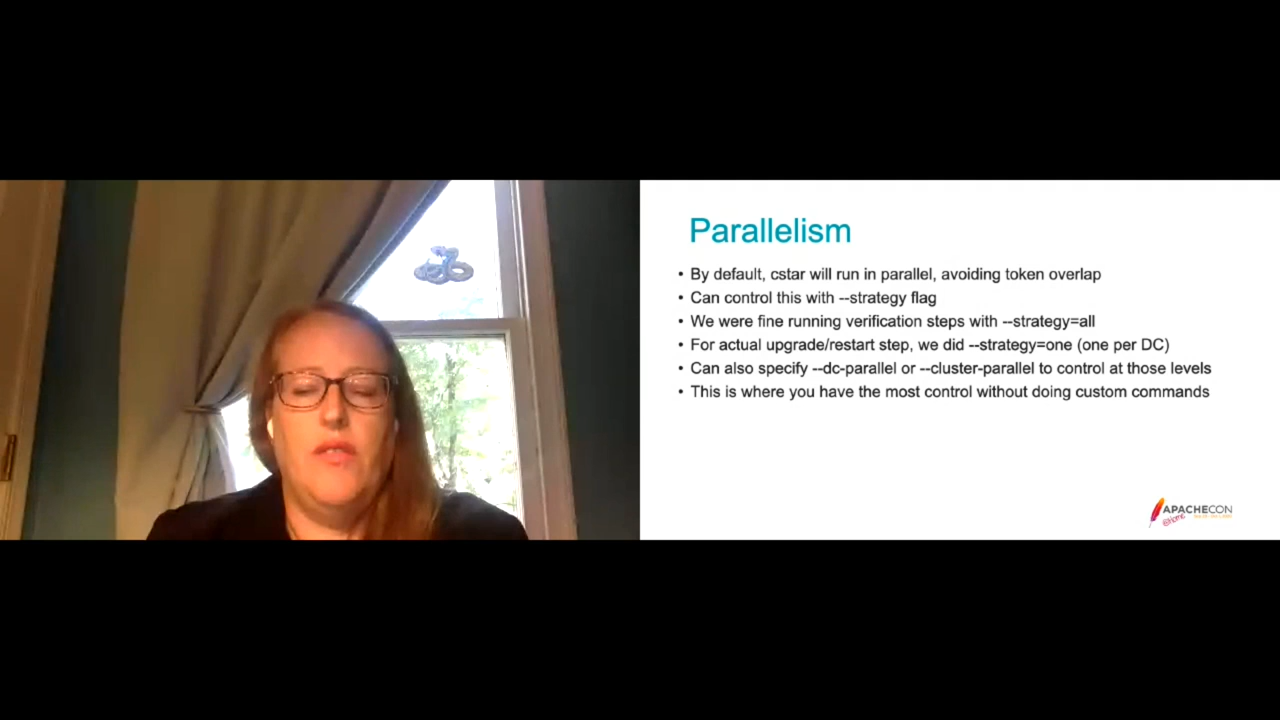 Parallelism
• By default, cstar will run in parallel, avoiding token overlap
• Can control this with --strategy flag
• We were fine running verification steps with --strategy=all
• For actual upgrade/restart step, we did --strategy=one (one per DC)
• Can also specify --dc-parallel or --cluster-parallel to control at those levels
• This is where you have the most control without doing custom commands
APACHECON
@Home